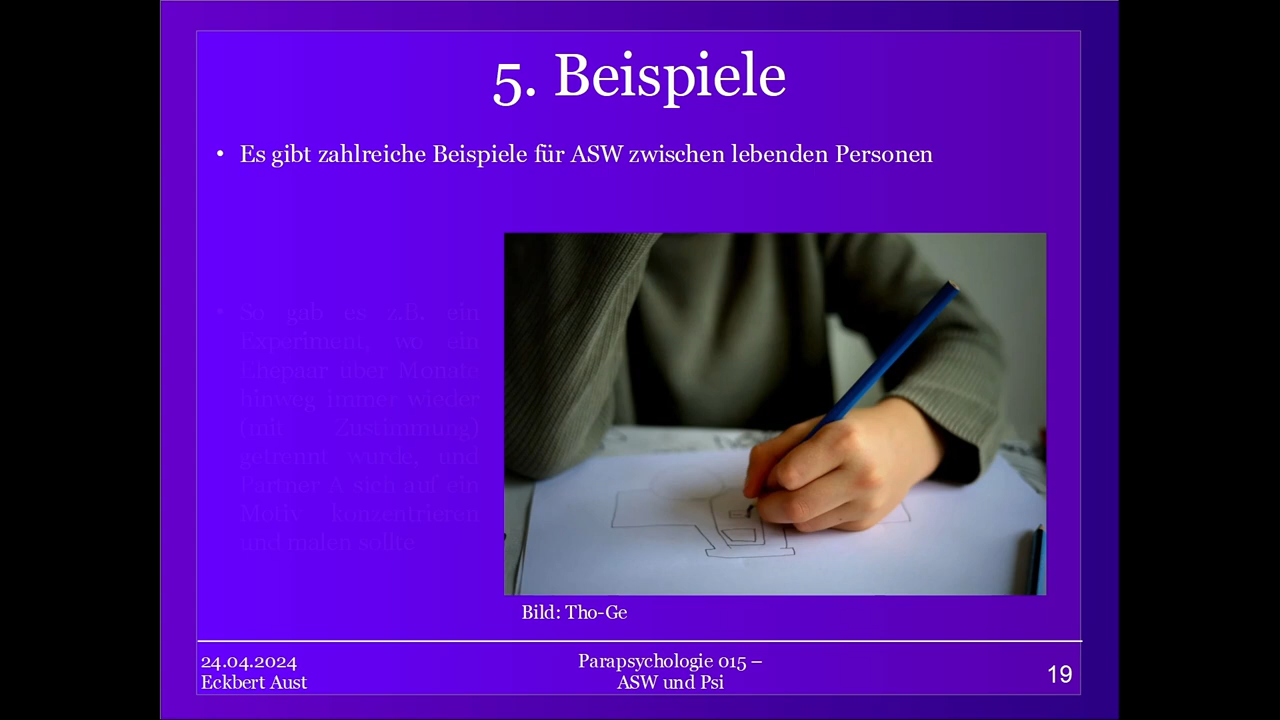 5. Beispiele
• Es gibt zahlreiche Beispiele für ASW zwischen lebenden Personen
• So gab es z.B. ein
Experiment, wo ein
Ehepaar über Monate
hinweg immer wieder
(mit Zustimmung)
getrennt wurde, und
Partner A sich auf ein
Motiv konzentrieren
und malen sollte
Bild: Tho-Ge
24.04.2024
Eckbert Aust
Parapsychologie 015 –
ASW und Psi
19